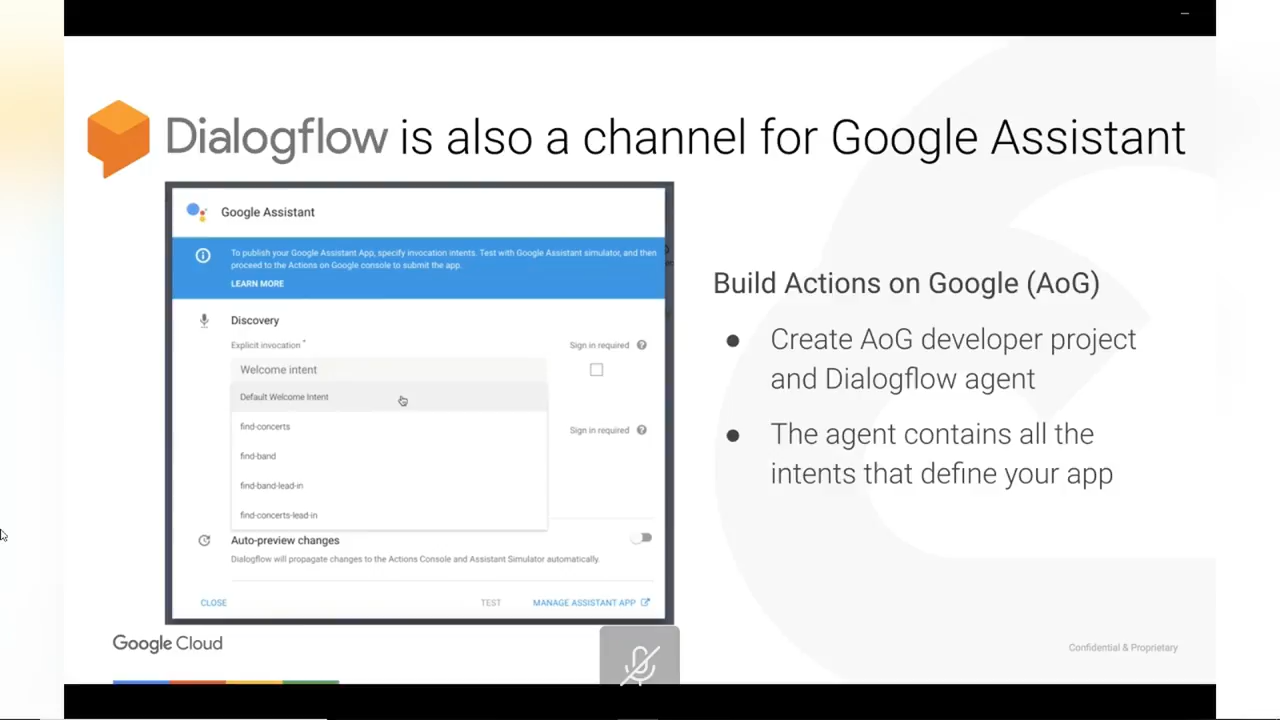 Dialogflow is also a channel for Google Assistant
Google Assistant
To publish your Google Assistant App, specify invocation intents. Test with Google Assistant simulator, and then
proceed to the Actions on Google console to submit the app.
LEARN MORE
Discovery
Explicit invocation *
Sign in required
Welcome intent
Default Welcome Intent
find-concerts
Sign in required
find-band
find-band-lead-in
find-concerts-lead-in
Auto-preview changes
Dialogflow will propagate changes to the Actions Console and Assistant Simulator automatically.
CLOSE
TEST
MANAGE ASSISTANT APP
Build Actions on Google (AoG)
● Create AoG developer project
and Dialogflow agent
● The agent contains all the
intents that define your app
Google Cloud
Confidential & Proprietary